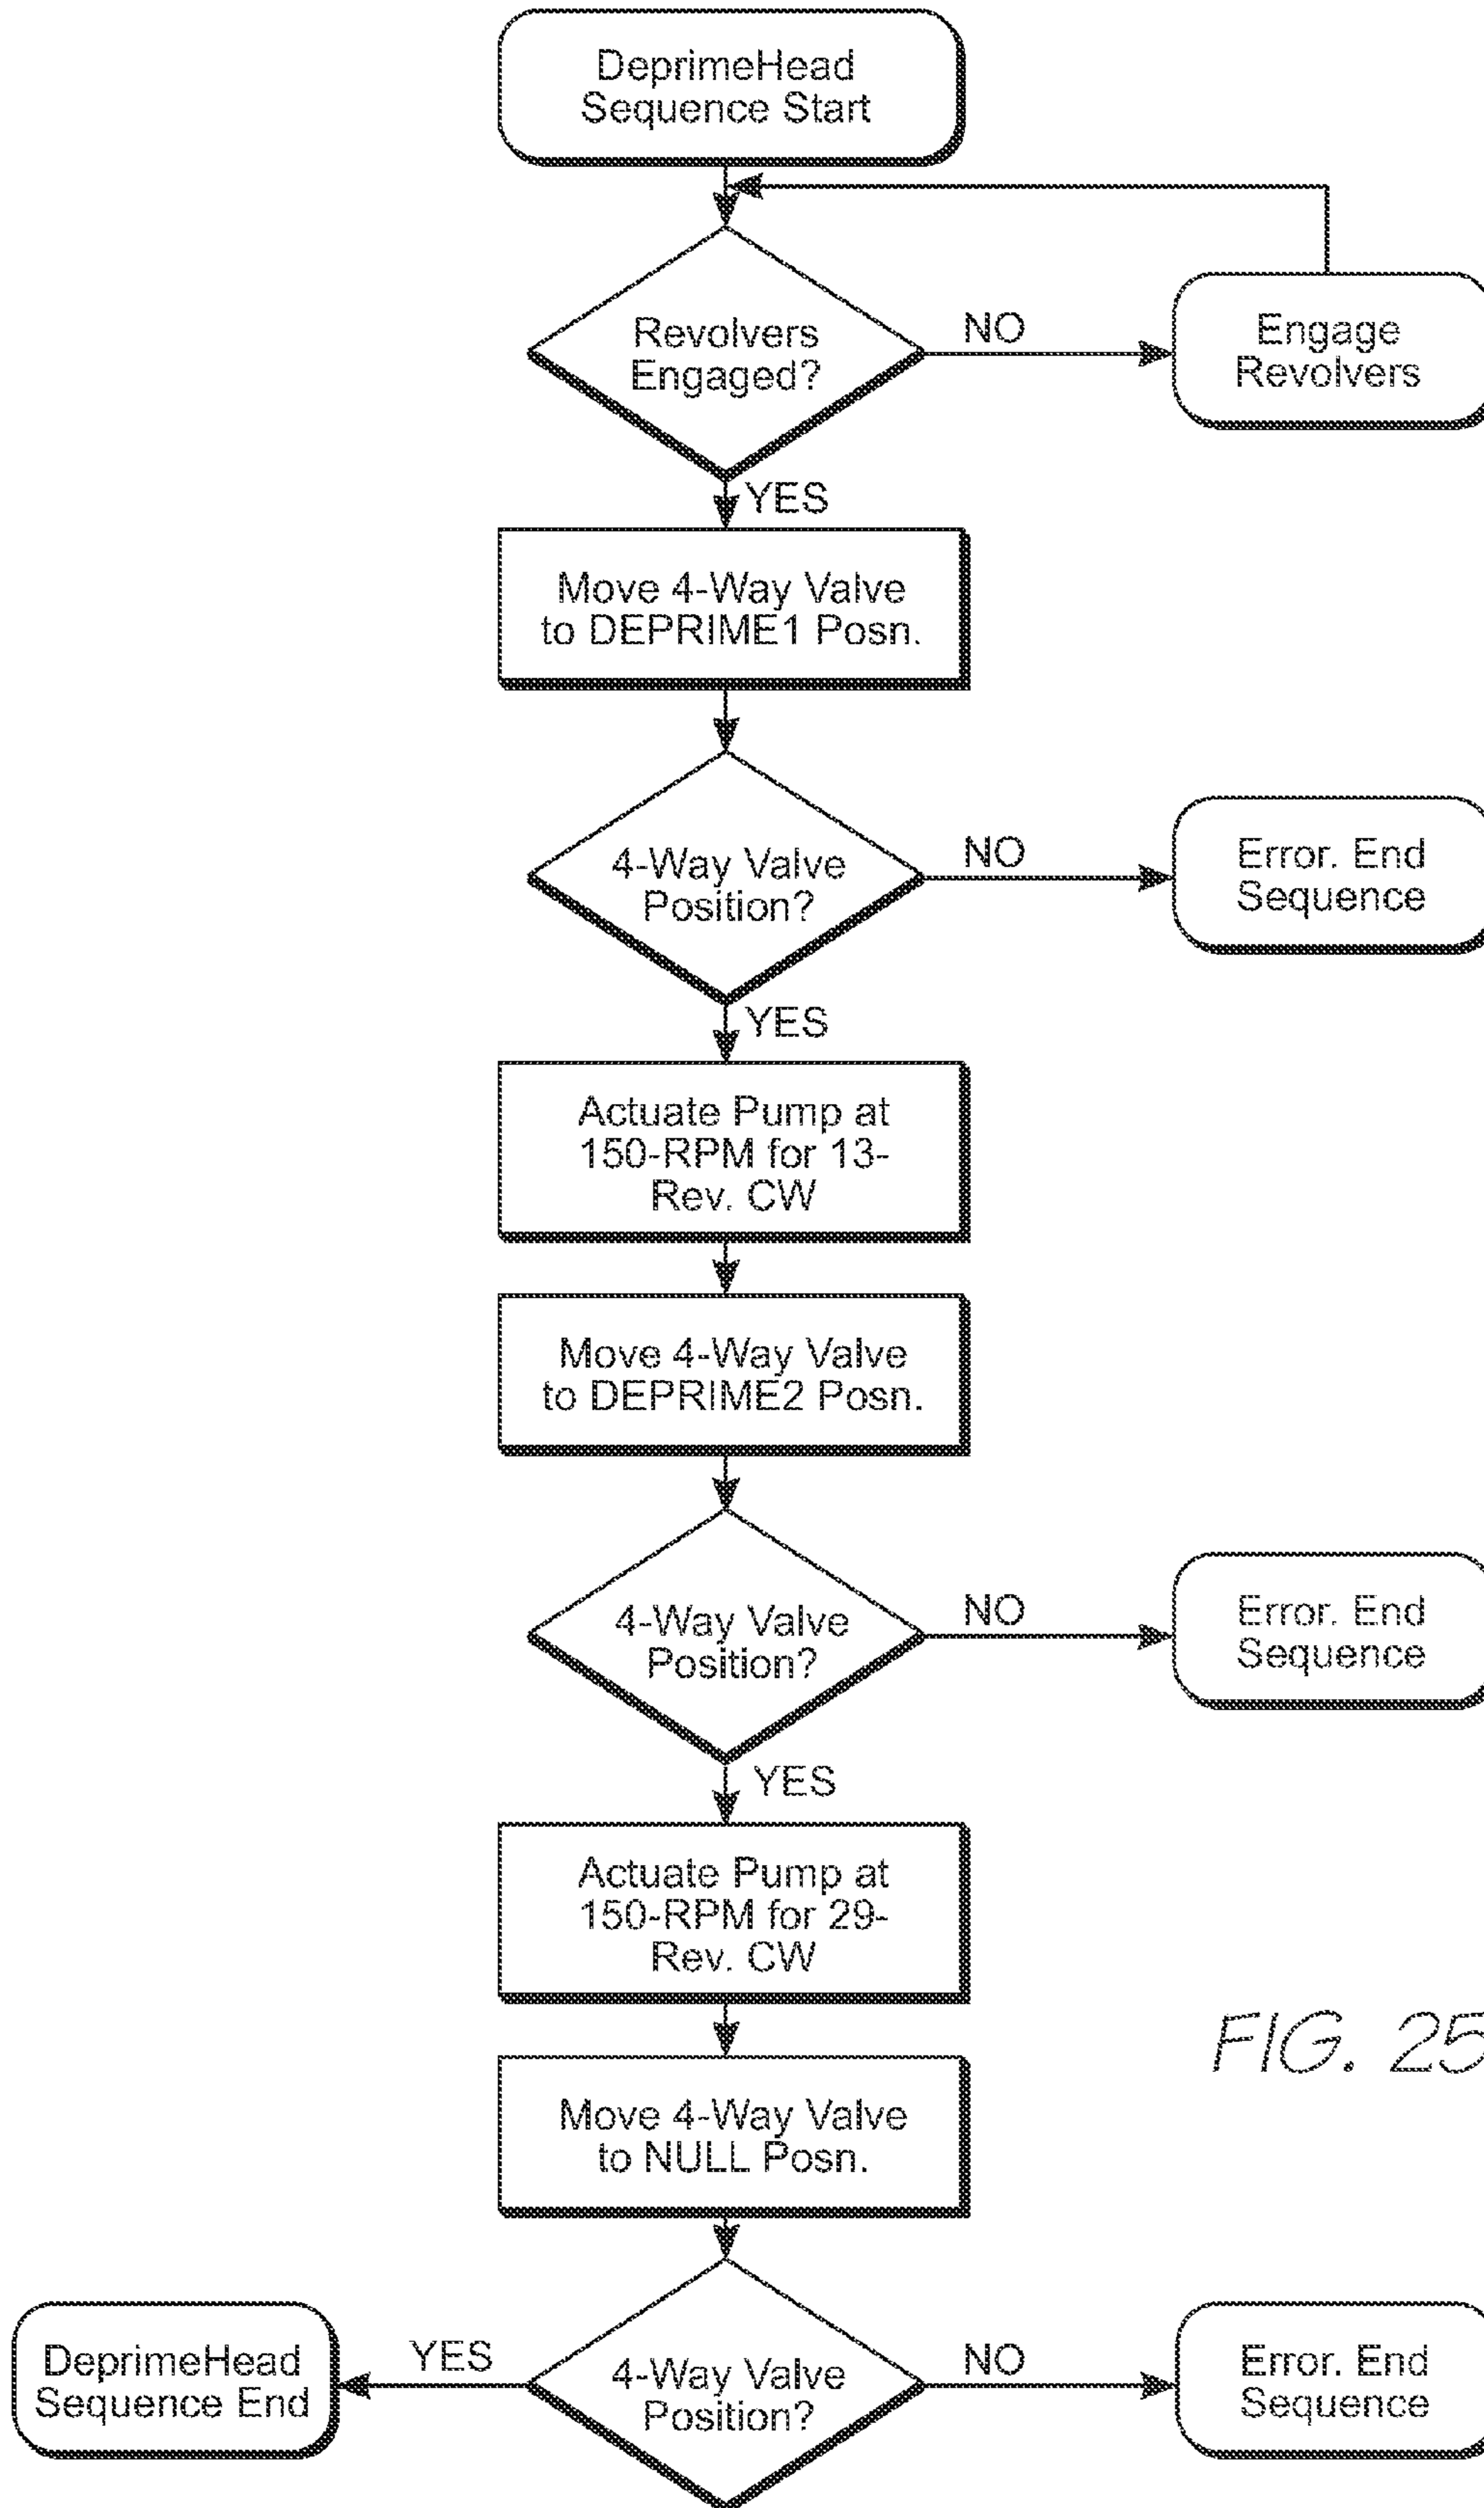 DeprimeHead
Sequence Start
Revolvers
Engaged?
NO
Engage
Revolvers
YES
Move 4-Way Valve
to DEPRIME1 Posn.
4-Way Valve
Position?
NO
Error. End
Sequence
YES
Actuate Pump at
150-RPM for 13-
Rev. CW
Move 4-Way Valve
to DEPRIME2 Posn.
4-Way Valve
Position?
NO
Error. End
Sequence
YES
Actuate Pump at
150-RPM for 29-
Rev. CW
FIG. 25
Move 4-Way Valve
to NULL Posn.
DeprimeHead
Sequence End
YES
4-Way Valve
Position?
NO
Error. End
Sequence